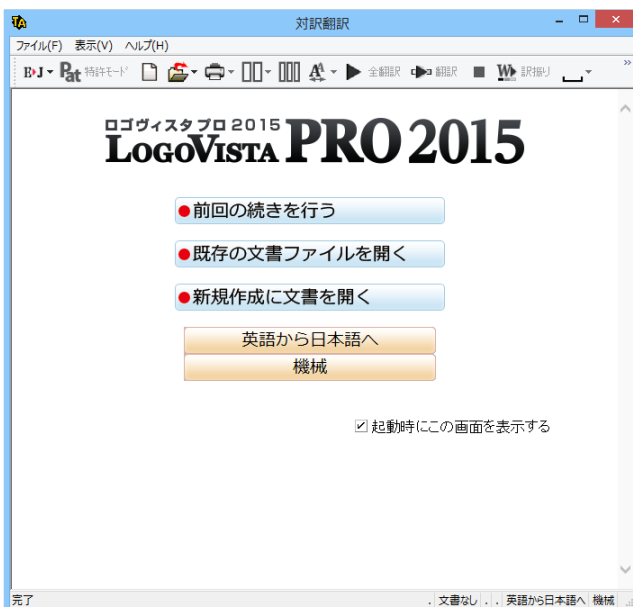 対訳翻訳
ファイル(F) 表示(V) ヘルプ(H)
E›J Pat 特許モード 全翻訳 翻訳 W 訳振り
ロゴヴィスタ プロ 2015
LOGOVISTA PRO 2015
●前回の続きを行う
●既存の文書ファイルを開く
●新規作成に文書を開く
英語から日本語へ
機械
起動時にこの画面を表示する
完了 . 文書なし . . 英語から日本語へ 機械